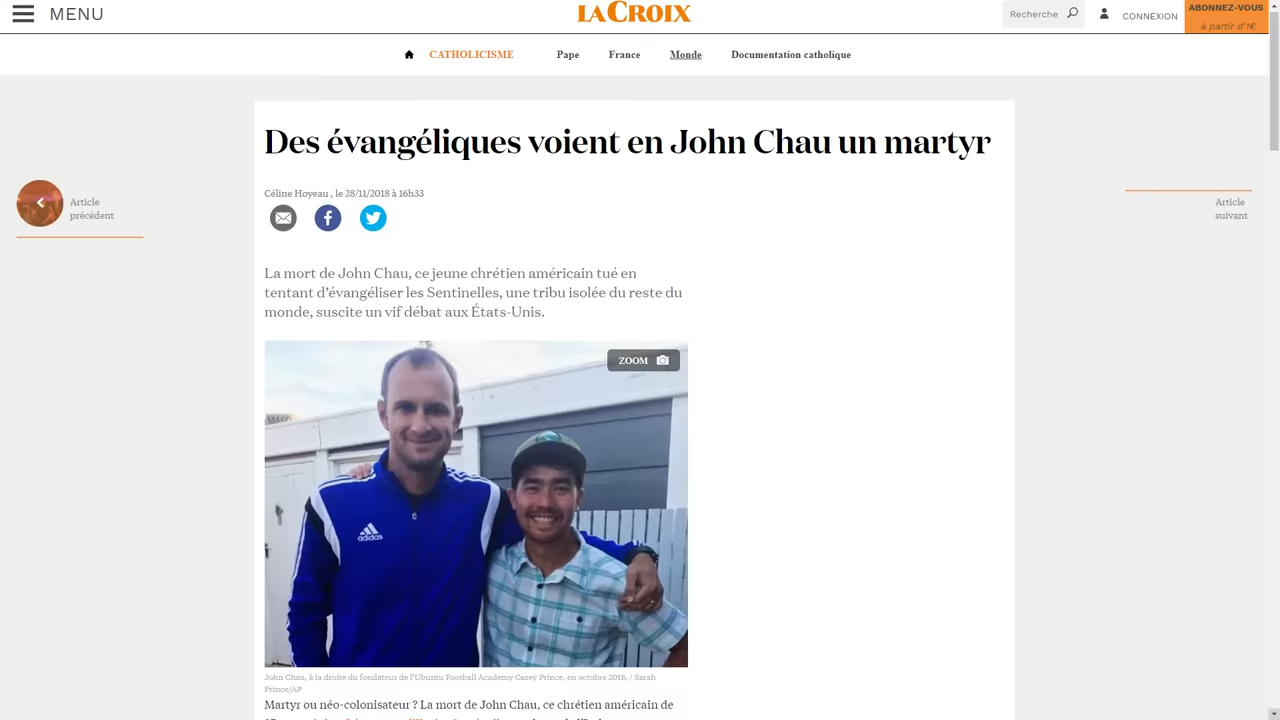 MENU
LA CROIX
Recherche
CONNEXION
ABONNEZ-VOUS
à partir d'1€
CATHOLICISME
Pape
France
Monde
Documentation catholique
Des évangéliques voient en John Chau un martyr
Article
précédent
Céline Hoyeau , le 28/11/2018 à 16h33
Article
suivant
La mort de John Chau, ce jeune chrétien américain tué en
tentant d’évangéliser les Sentinelles, une tribu isolée du reste du
monde, suscite un vif débat aux États-Unis.
ZOOM
adidas
John Chau, à la droite du fondateur de l’Ubuntu Football Academy Casey Prince, en octobre 2018. / Sarah
Prince/AP
Martyr ou néo-colonisateur ? La mort de John Chau, ce chrétien américain de